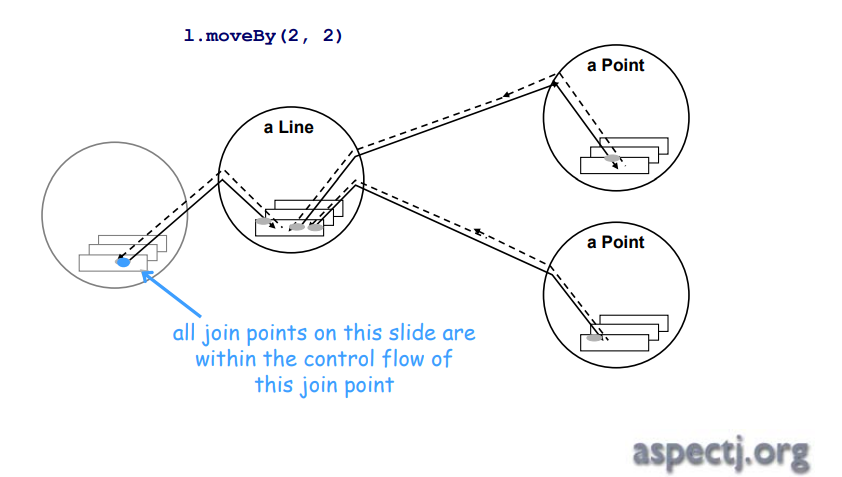 l.moveBy(2, 2)
a Point
a Line
a Point
all join points on this slide are
within the control flow of
this join point
aspectj.org